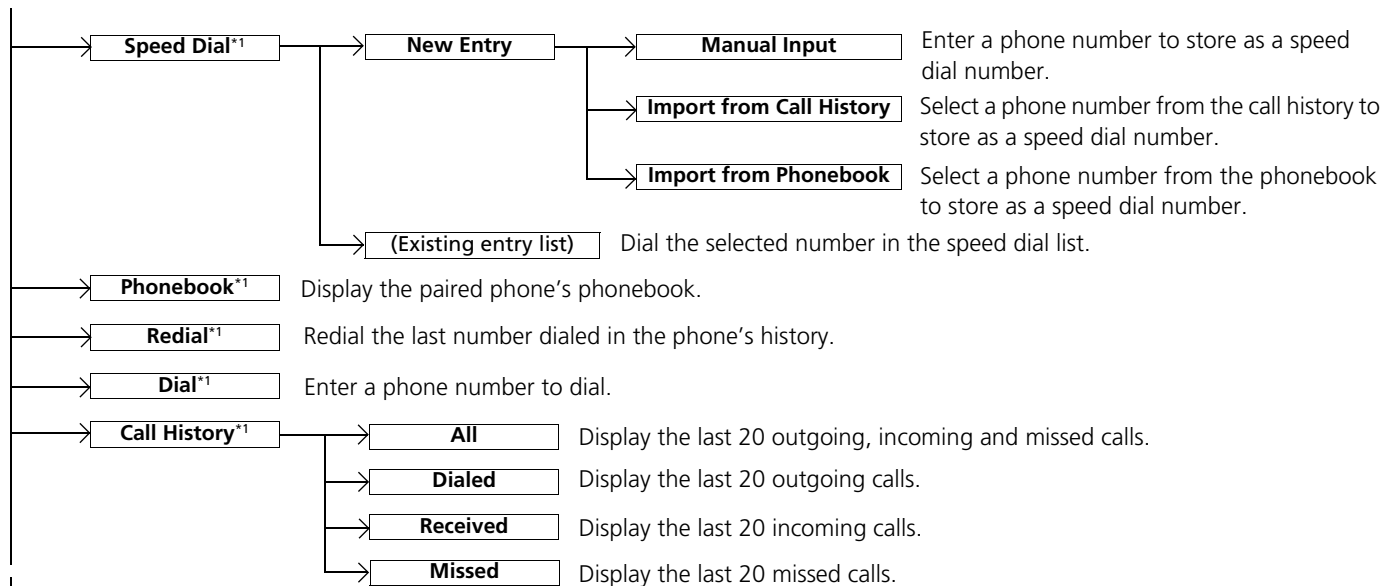 Speed Dial*1
New Entry
Manual Input
Enter a phone number to store as a speed
dial number.
Import from Call History
Select a phone number from the call history to
store as a speed dial number.
Import from Phonebook
Select a phone number from the phonebook
to store as a speed dial number.
(Existing entry list)
Dial the selected number in the speed dial list.
Phonebook*1
Display the paired phone’s phonebook.
Redial*1
Redial the last number dialed in the phone’s history.
Dial*1
Enter a phone number to dial.
Call History*1
All
Display the last 20 outgoing, incoming and missed calls.
Dialed
Display the last 20 outgoing calls.
Received
Display the last 20 incoming calls.
Missed
Display the last 20 missed calls.